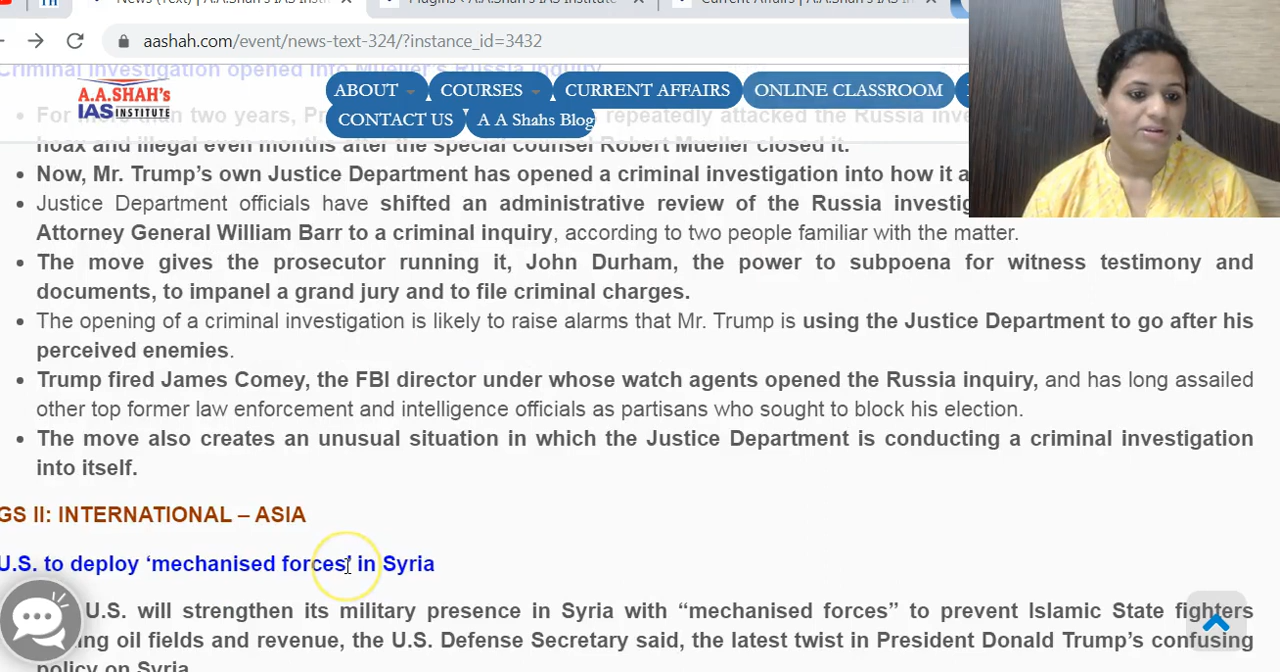 News (Text) | A.A.Shah's IAS Institute
Plugins < A.A.Shah's IAS Institute
Current Affairs | A.A.Shah's IAS
aashah.com/event/news-text-324/?instance_id=3432
Criminal investigation opened into Mueller's Russia inquiry
A.A.SHAH's
IAS INSTITUTE
ABOUT
COURSES
CURRENT AFFAIRS
ONLINE CLASSROOM
CONTACT US
A A Shahs Blog
For more than two years, repeatedly attacked the Russia
hoax and illegal even months after the special counsel Robert Mueller closed it.
Now, Mr. Trump's own Justice Department has opened a criminal investigation into how it
Justice Department officials have shifted an administrative review of the Russia
Attorney General William Barr to a criminal inquiry, according to two people familiar with the matter.
The move gives the prosecutor running it, John Durham, the power to subpoena for witness testimony and
documents, to impanel a grand jury and to file criminal charges.
The opening of a criminal investigation is likely to raise alarms that Mr. Trump is using the Justice Department to go after his
perceived enemies.
Trump fired James Comey, the FBI director under whose watch agents opened the Russia inquiry, and has long assailed
other top former law enforcement and intelligence officials as partisans who sought to block his election.
The move also creates an unusual situation in which the Justice Department is conducting a criminal investigation
into itself.
GS II: INTERNATIONAL – ASIA
U.S. to deploy ‘mechanised forces’ in Syria
U.S. will strengthen its military presence in Syria with “mechanised forces” to prevent Islamic State fighters
oil fields and revenue, the U.S. Defense Secretary said, the latest twist in President Donald Trump’s confusing
policy on Syria.